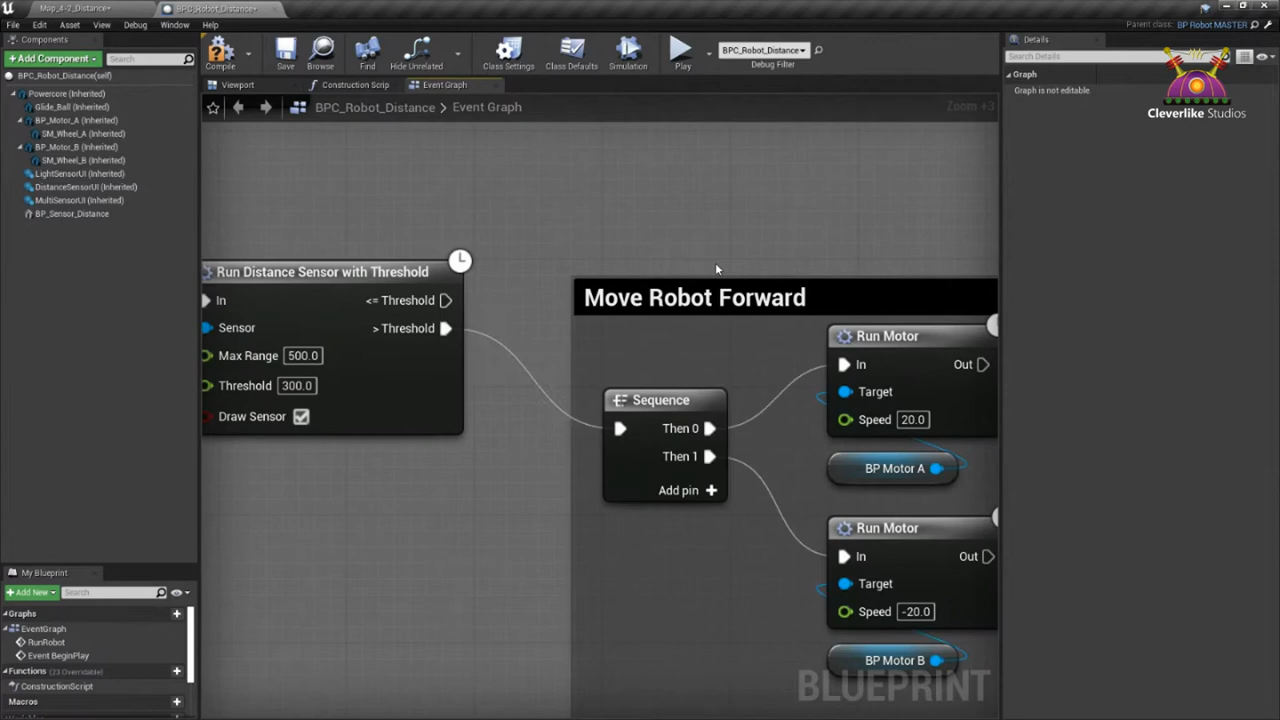 Map_4-2_Distance*
BPC_Robot_Distance*
File Edit Asset View Debug Window Help
Parent class: BP Robot MASTER
Components
Add Component
Search
BPC_Robot_Distance(self)
Powercore (Inherited)
Glide_Ball (Inherited)
BP_Motor_A (Inherited)
SM_Wheel_A (Inherited)
BP_Motor_B (Inherited)
SM_Wheel_B (Inherited)
LightSensorUI (Inherited)
DistanceSensorUI (Inherited)
MultiSensorUI (Inherited)
BP_Sensor_Distance
My Blueprint
Add New
Search
Graphs
EventGraph
RunRobot
Event BeginPlay
Functions (23 Overridable)
ConstructionScript
Macros
Compile
Save
Browse
Find
Hide Unrelated
Class Settings
Class Defaults
Simulation
Play
BPC_Robot_Distance
Debug Filter
Viewport
Construction Scrip
Event Graph
BPC_Robot_Distance > Event Graph
Zoom +3
Run Distance Sensor with Threshold
In
<= Threshold
Sensor
> Threshold
Max Range 500.0
Threshold 300.0
Draw Sensor
Move Robot Forward
Sequence
Then 0
Then 1
Add pin
Run Motor
In
Out
Target
Speed 20.0
BP Motor A
Run Motor
In
Out
Target
Speed -20.0
BP Motor B
BLUEPRINT
Details
Search Details
Graph
Graph is not editable.
Cleverlike Studios